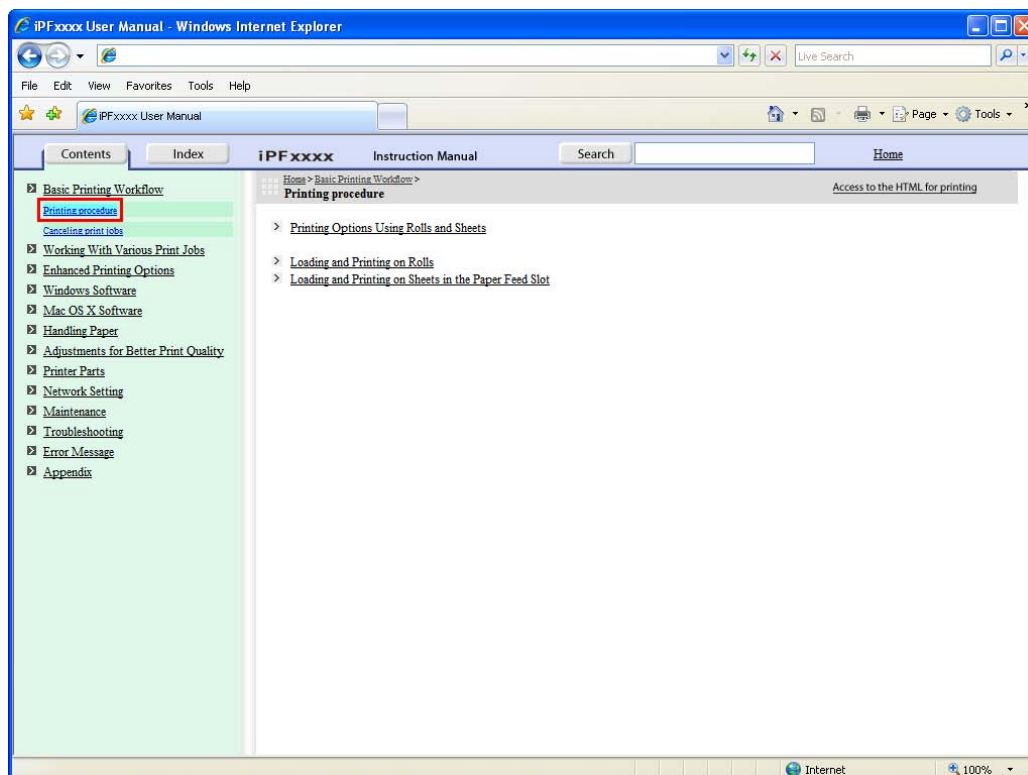 iPFxxxx User Manual - Windows Internet Explorer
Live Search
File Edit View Favorites Tools Help
iPFxxxx User Manual
Page Tools
Contents Index iPFxxxx Instruction Manual Search Home
Home > Basic Printing Workflow >
Printing procedure
Access to the HTML for printing
Basic Printing Workflow
Printing procedure
Canceling print jobs
Working With Various Print Jobs
Enhanced Printing Options
Windows Software
Mac OS X Software
Handling Paper
Adjustments for Better Print Quality
Printer Parts
Network Setting
Maintenance
Troubleshooting
Error Message
Appendix
Printing Options Using Rolls and Sheets
Loading and Printing on Rolls
Loading and Printing on Sheets in the Paper Feed Slot
Internet 100%